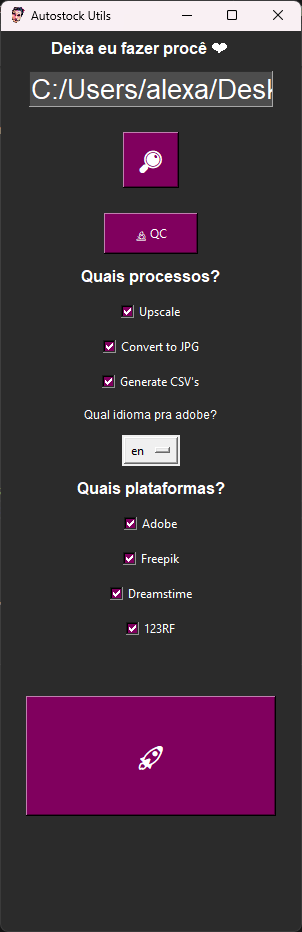 Autostock Utils
Deixa eu fazer procê ❤
C:/Users/alexa/Desk
QC
Quais processos?
Upscale
Convert to JPG
Generate CSV's
Qual idioma pra adobe?
en
Quais plataformas?
Adobe
Freepik
Dreamstime
123RF